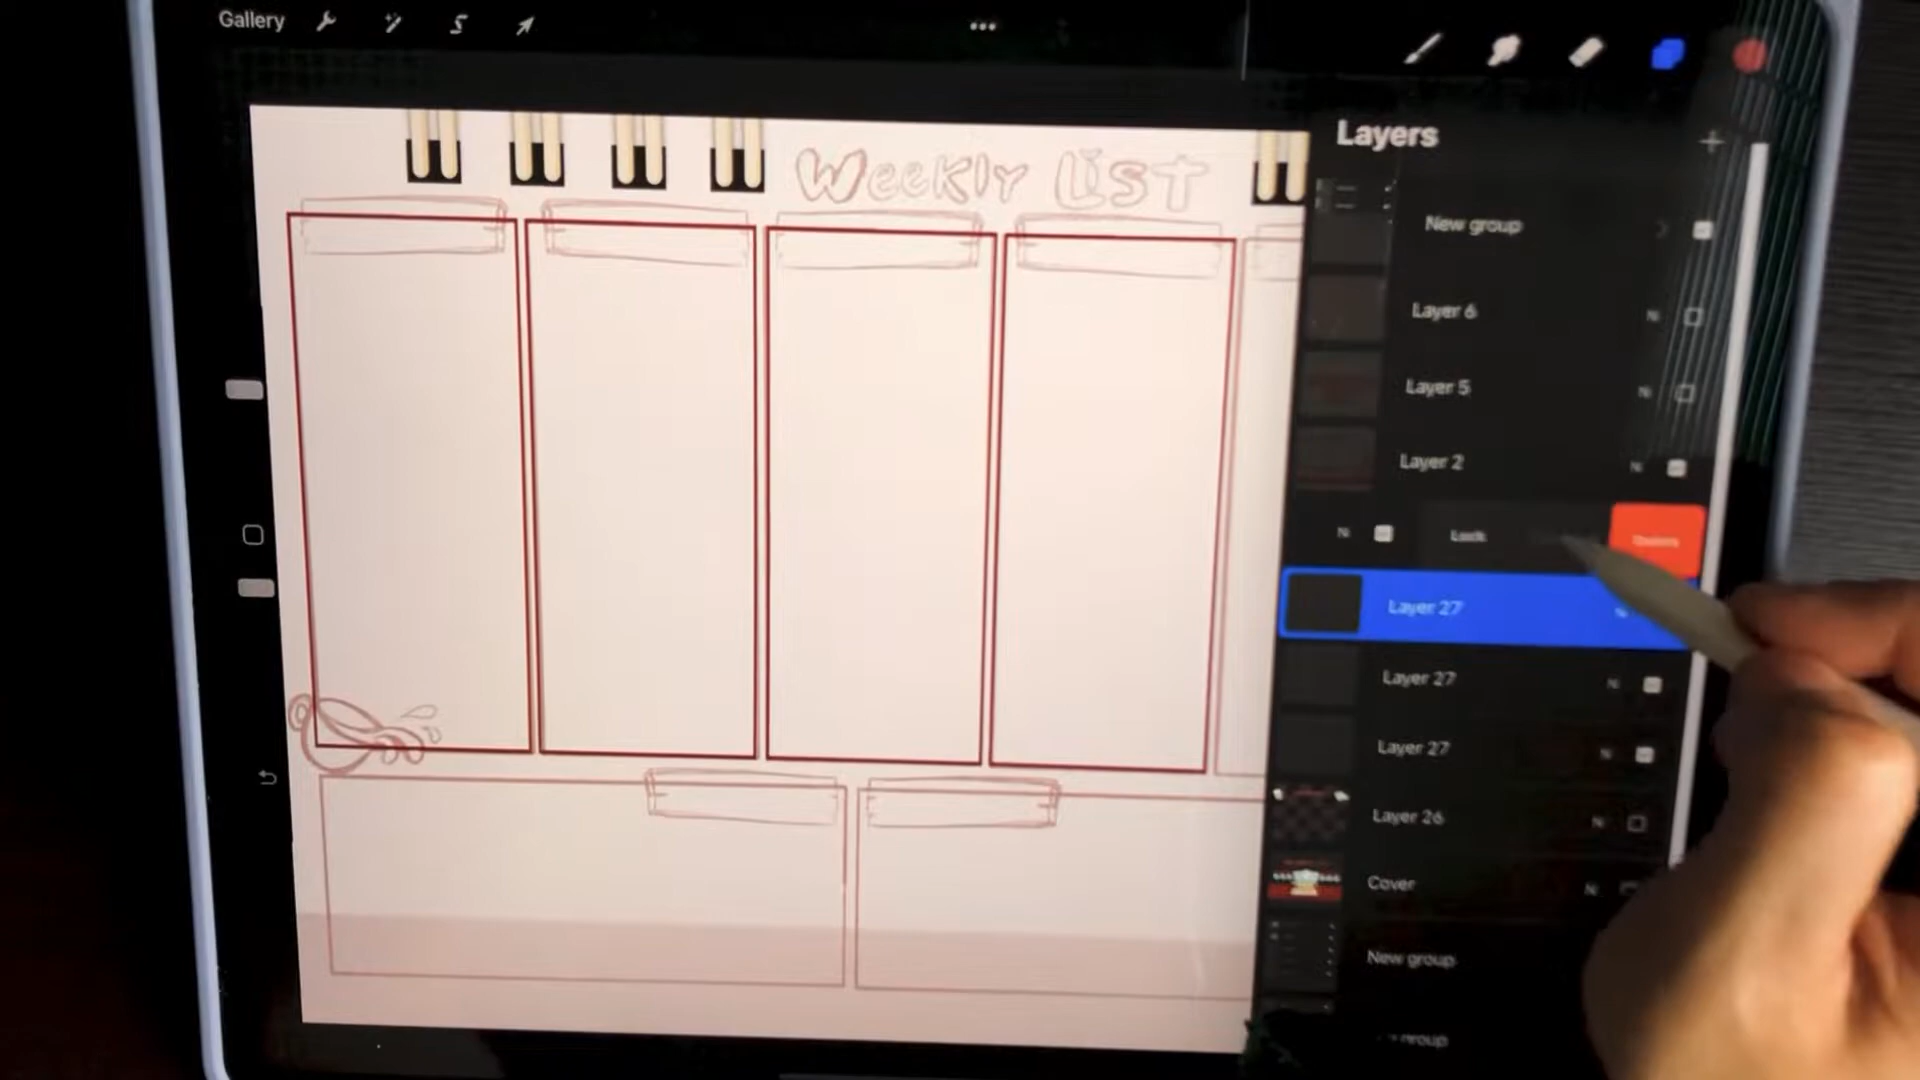 Gallery
Weekly List
Layers
New group
Layer 6
N
Layer 5
N
Layer 2
N
N
Lock
Delete
Layer 27
N
Layer 27
N
Layer 27
N
Layer 26
N
Cover
N
New group